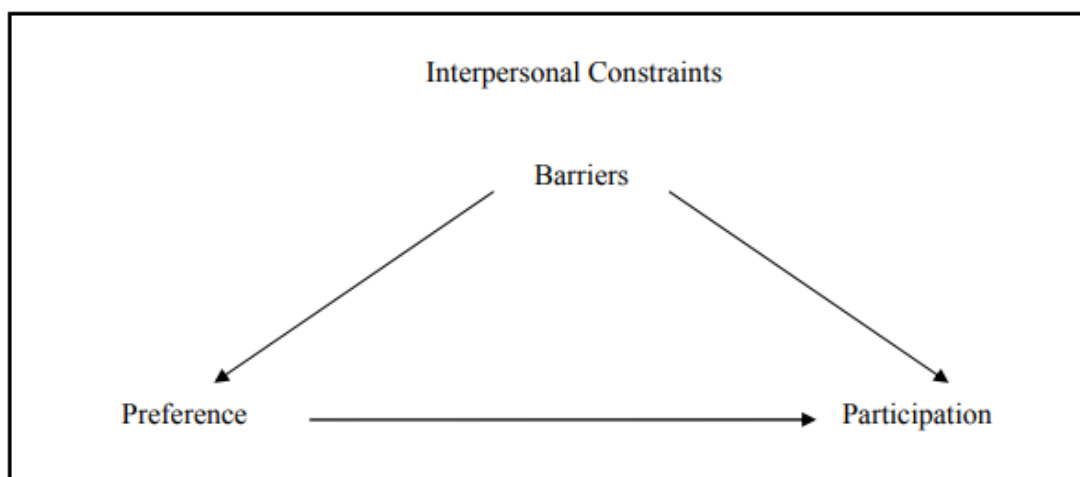 Interpersonal Constraints
Barriers
Preference
Participation